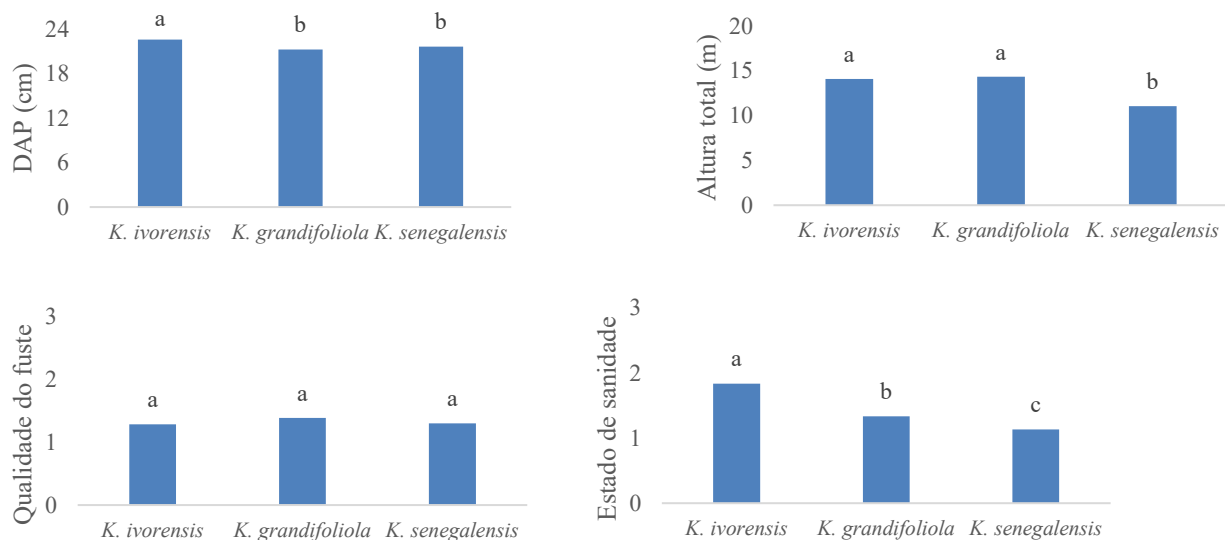 DAP (cm)
24
18
12
6
0
a
b
b
K. ivorensis
K. grandifoliola
K. senegalensis
Altura total (m)
20
15
10
5
0
a
a
b
K. ivorensis
K. grandifoliola
K. senegalensis
Qualidade do fuste
3
2
1
0
a
a
a
K. ivorensis
K. grandifoliola
K. senegalensis
Estado de sanidade
3
2
1
0
a
b
c
K. ivorensis
K. grandifoliola
K. senegalensis